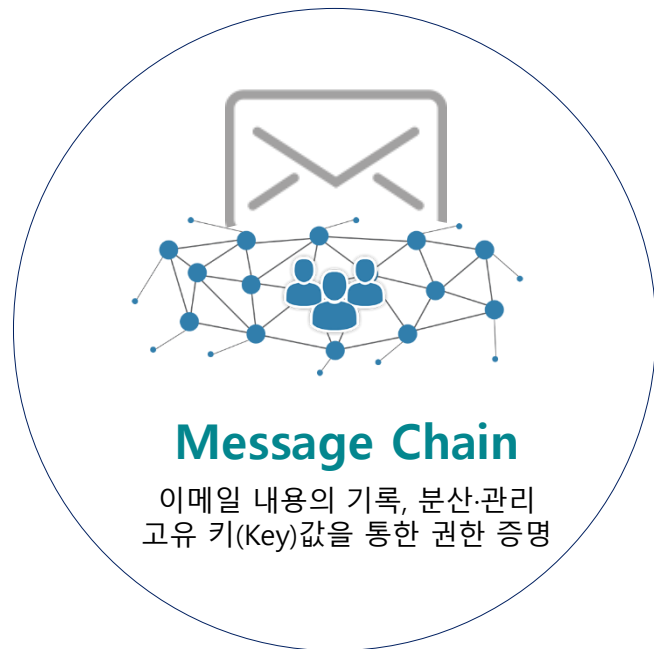 Message Chain
이메일 내용의 기록, 분산·관리
고유 키(Key)값을 통한 권한 증명